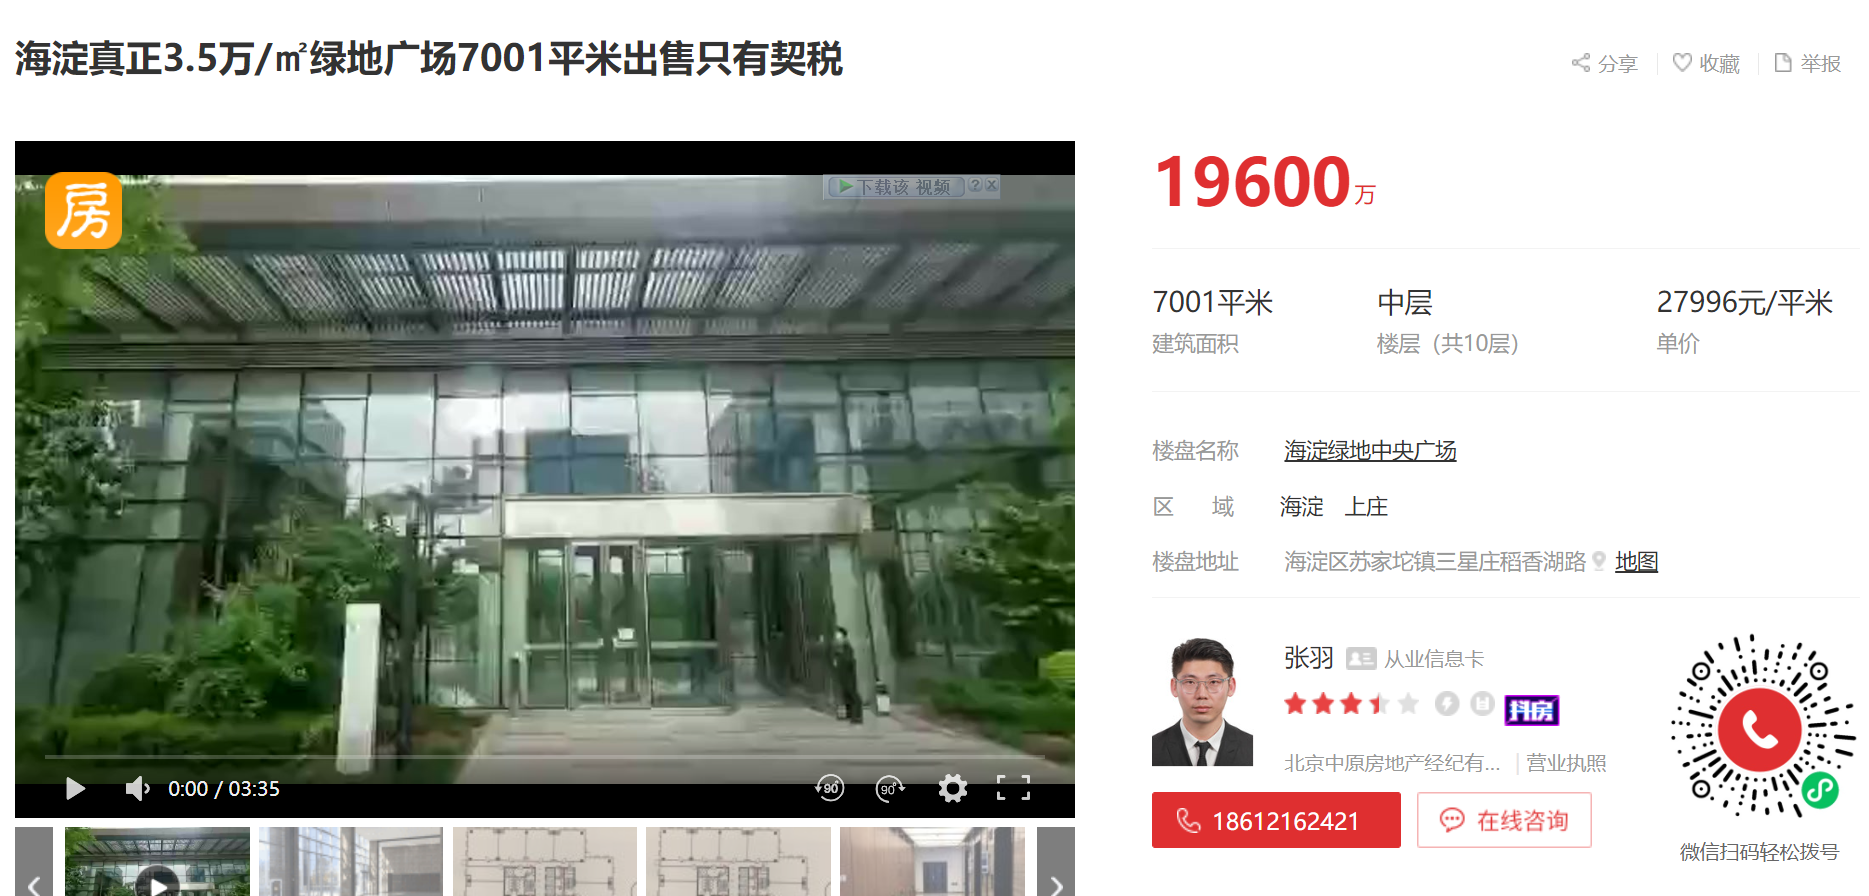 海淀真正3.5万/㎡绿地广场7001平米出售只有契税
分享
收藏
举报
房
下载该 视频 ? X
0:00 / 03:35
90
90
19600万
7001平米
中层
27996元/平米
建筑面积
楼层（共10层）
单价
楼盘名称 海淀绿地中央广场
区 域 海淀 上庄
楼盘地址 海淀区苏家坨镇三星庄稻香湖路 地图
张羽 从业信息卡
抖房
北京中原房地产经纪有... 营业执照
18612162421
在线咨询
微信扫码轻松拨号